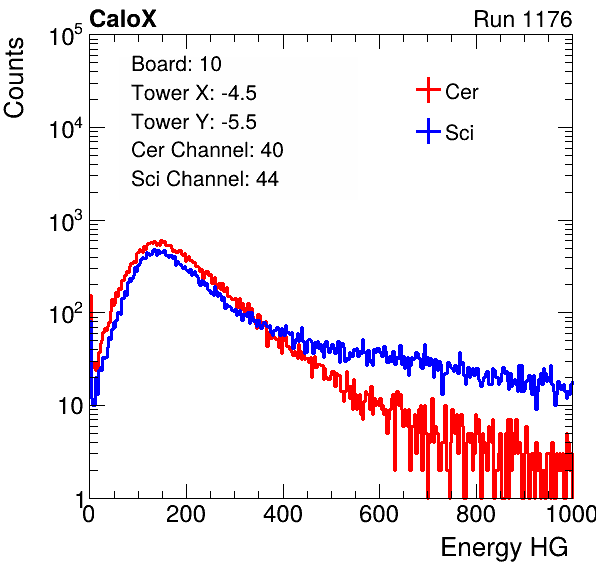 CaloX Run 1176
Counts
Board: 10
Tower X: -4.5
Tower Y: -5.5
Cer Channel: 40
Sci Channel: 44
Cer
Sci
10^5
10^4
10^3
10^2
10
1
0 200 400 600 800 1000
Energy HG